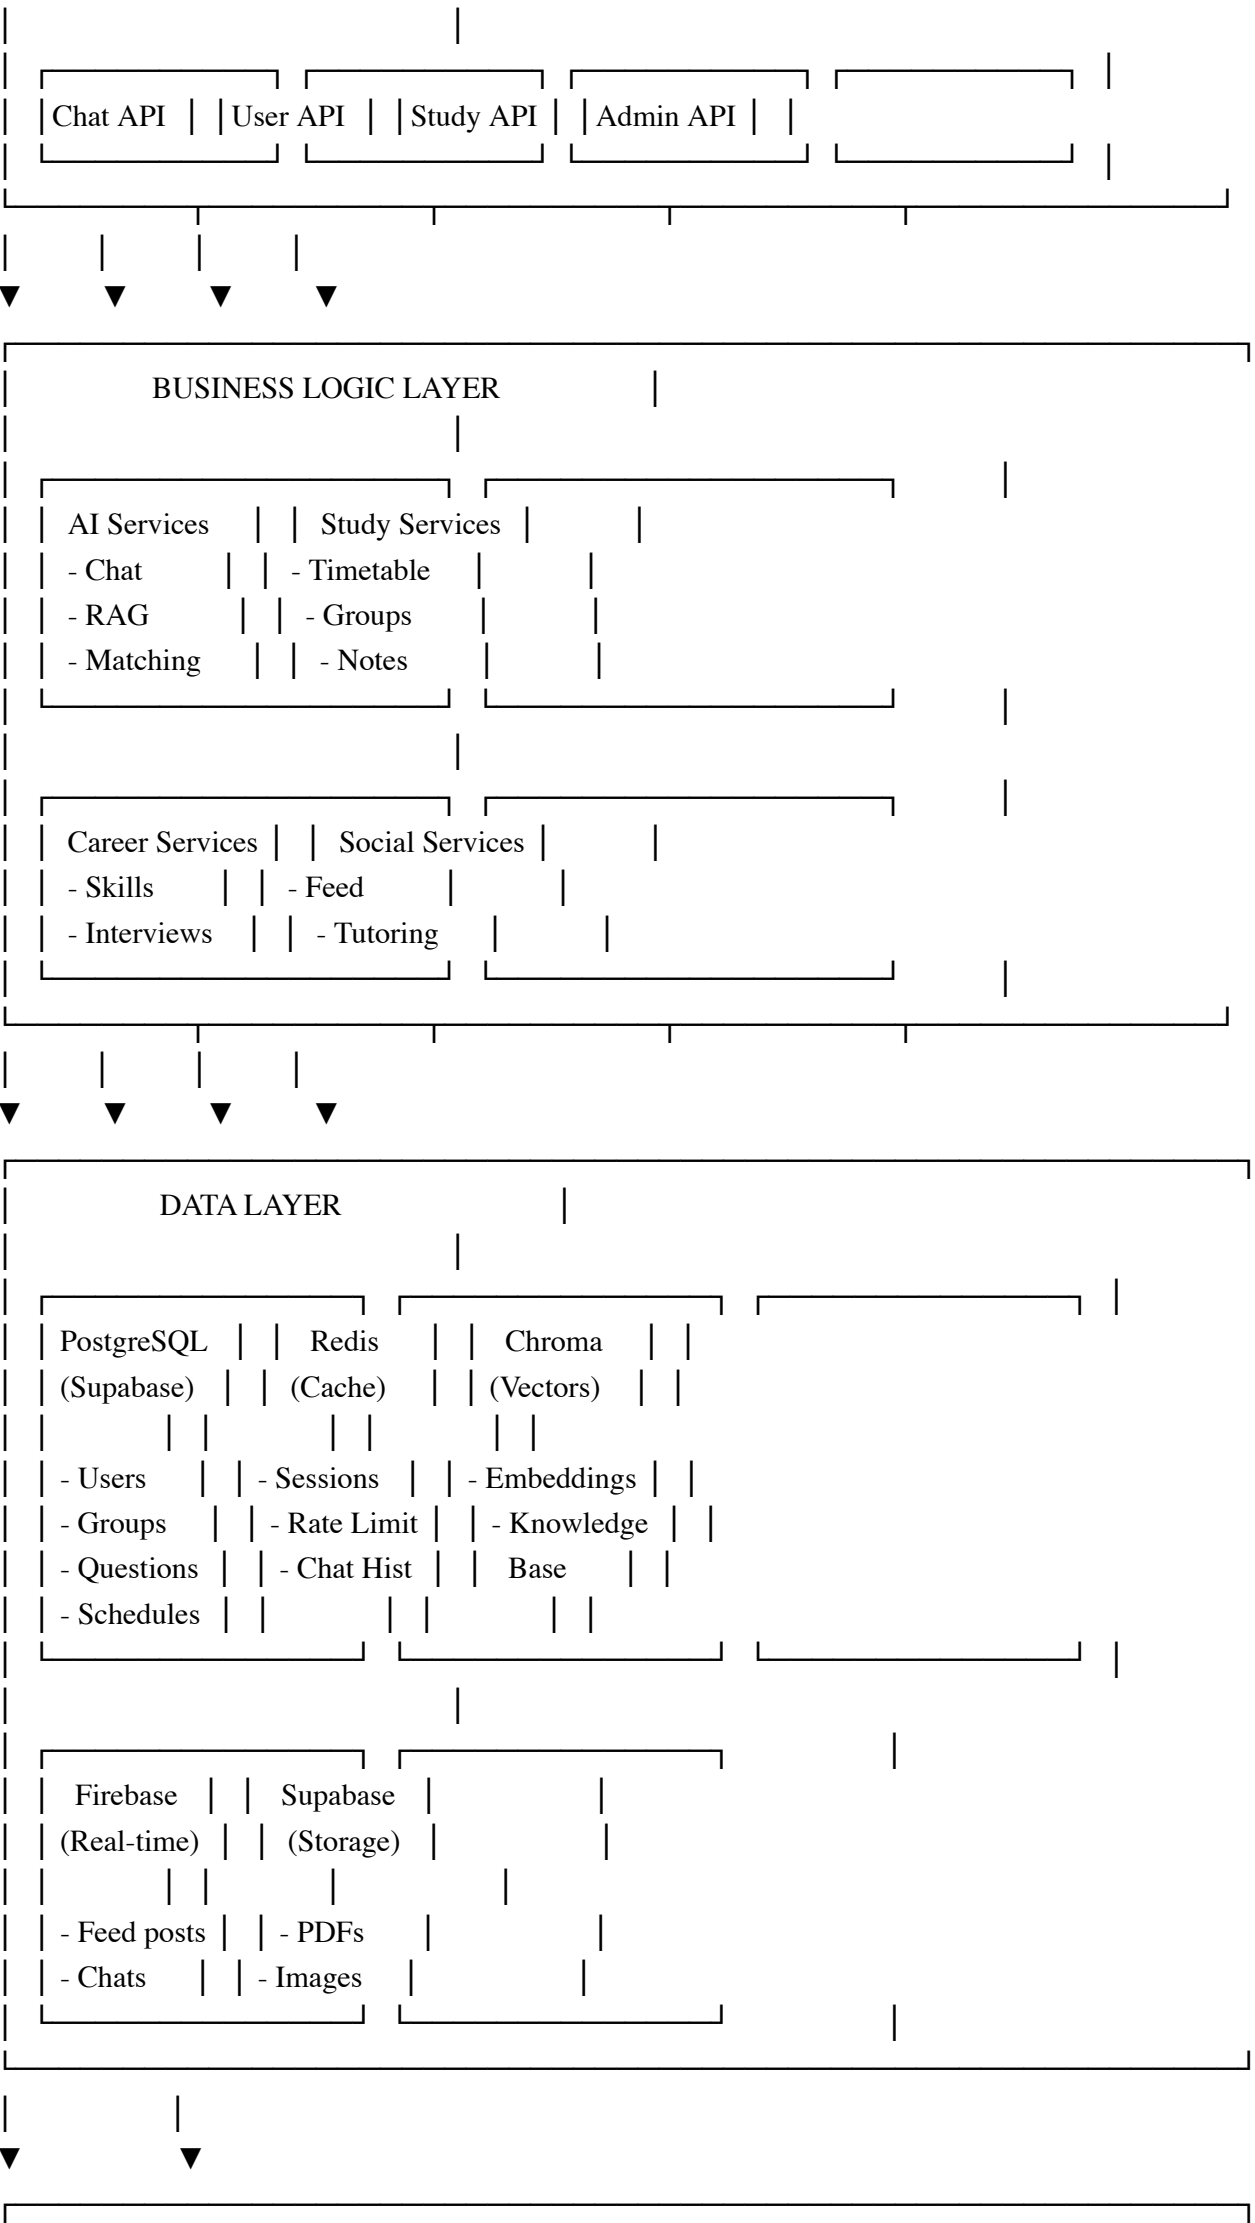 Chat API User API Study API Admin API
BUSINESS LOGIC LAYER
AI Services Study Services
- Chat - Timetable
- RAG - Groups
- Matching - Notes
Career Services Social Services
- Skills - Feed
- Interviews - Tutoring
DATA LAYER
PostgreSQL Redis Chroma
(Supabase) (Cache) (Vectors)
- Users - Sessions - Embeddings
- Groups - Rate Limit - Knowledge
- Questions - Chat Hist Base
- Schedules
Firebase Supabase
(Real-time) (Storage)
- Feed posts - PDFs
- Chats - Images